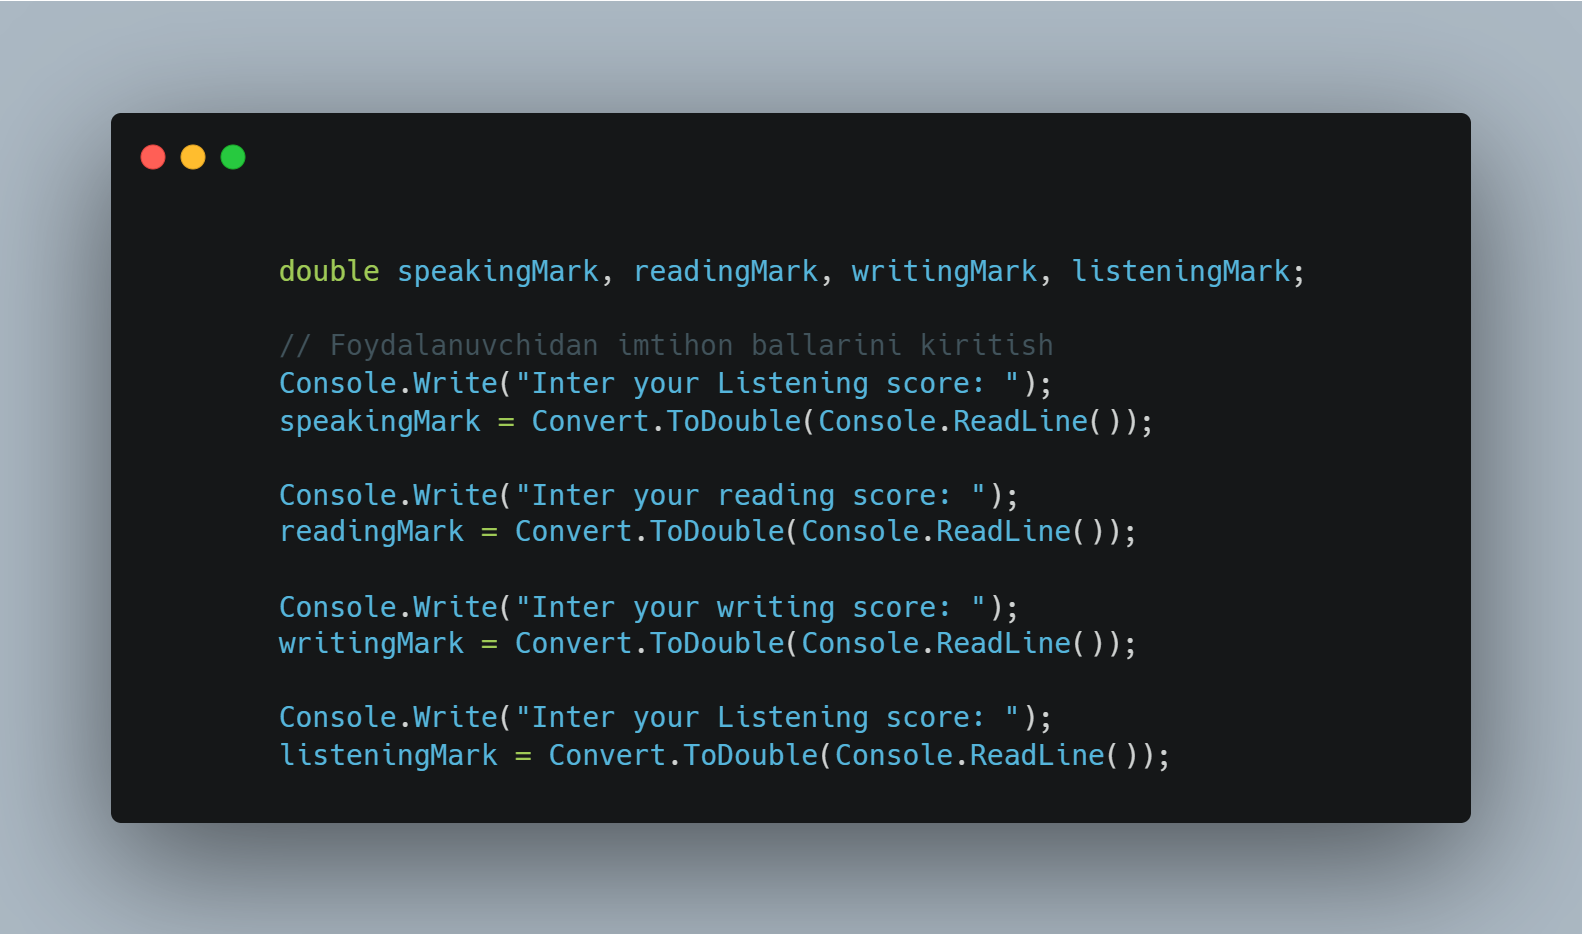 double speakingMark, readingMark, writingMark, listeningMark;
// Foydalanuvchidan imtihon ballarini kiritish
Console.Write("Inter your Listening score: ");
speakingMark = Convert.ToDouble(Console.ReadLine());
Console.Write("Inter your reading score: ");
readingMark = Convert.ToDouble(Console.ReadLine());
Console.Write("Inter your writing score: ");
writingMark = Convert.ToDouble(Console.ReadLine());
Console.Write("Inter your Listening score: ");
listeningMark = Convert.ToDouble(Console.ReadLine());